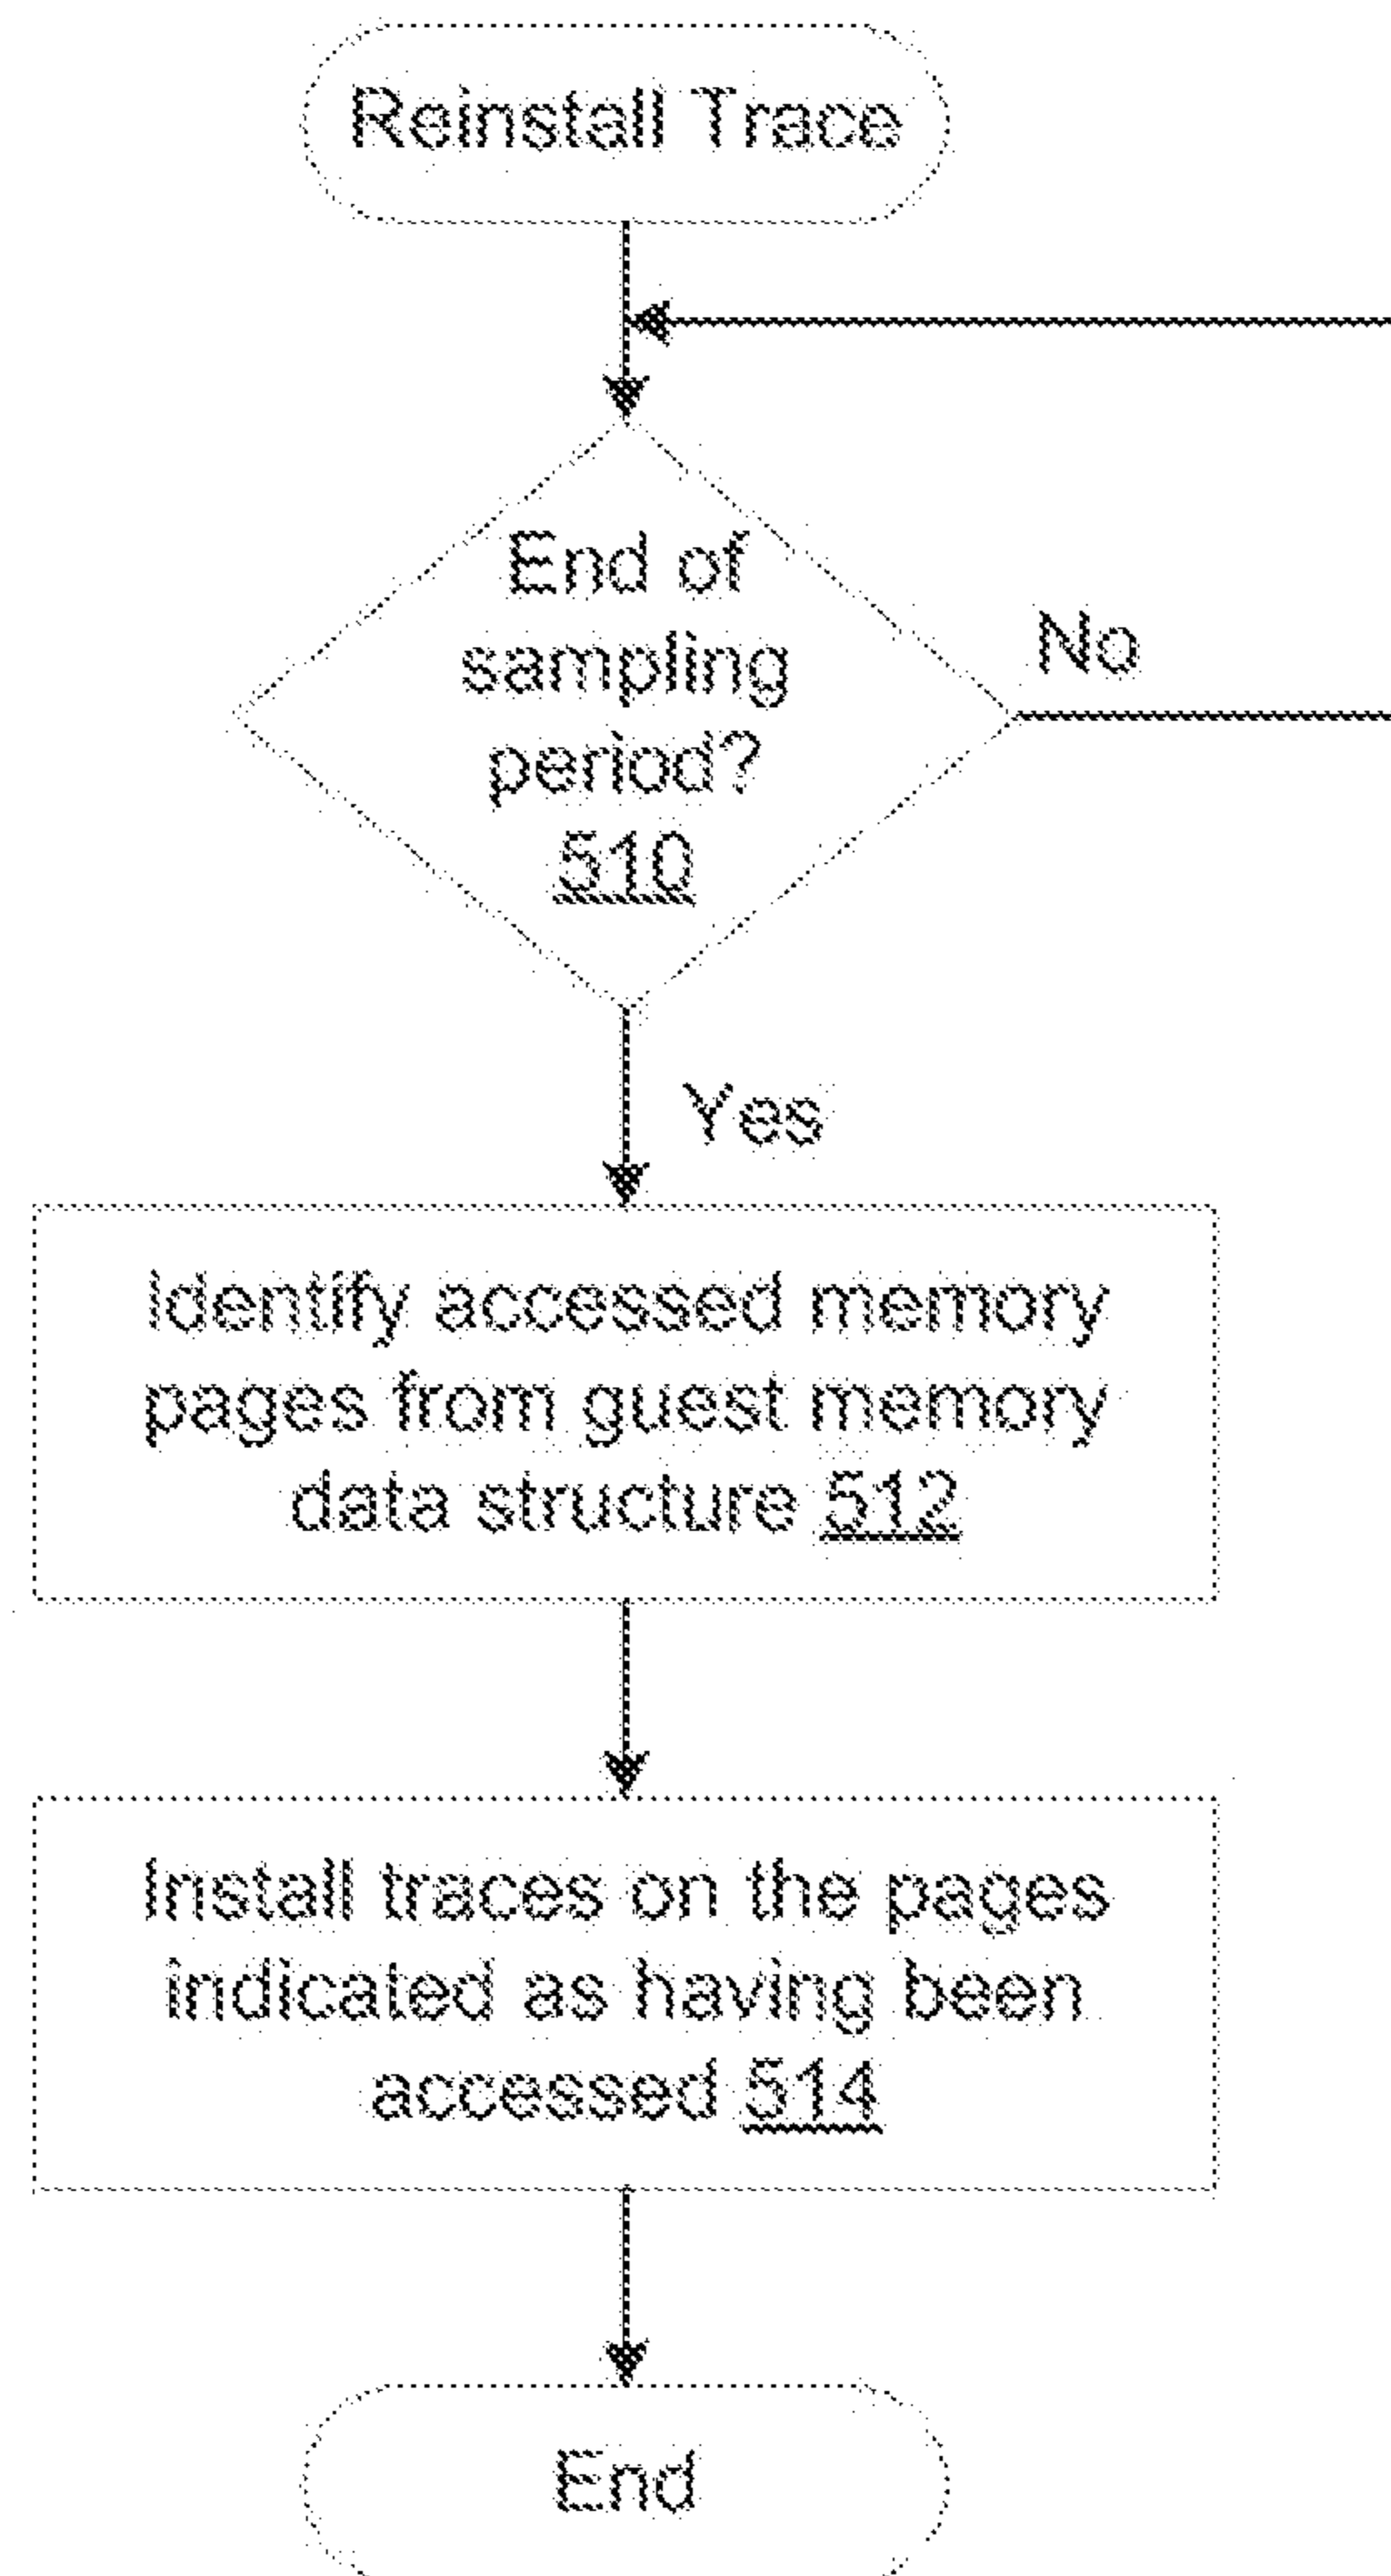 Reinstall Trace
End of
sampling
period?
510
No
Yes
Identify accessed memory
pages from guest memory
data structure 512
Install traces on the pages
indicated as having been
accessed 514
End